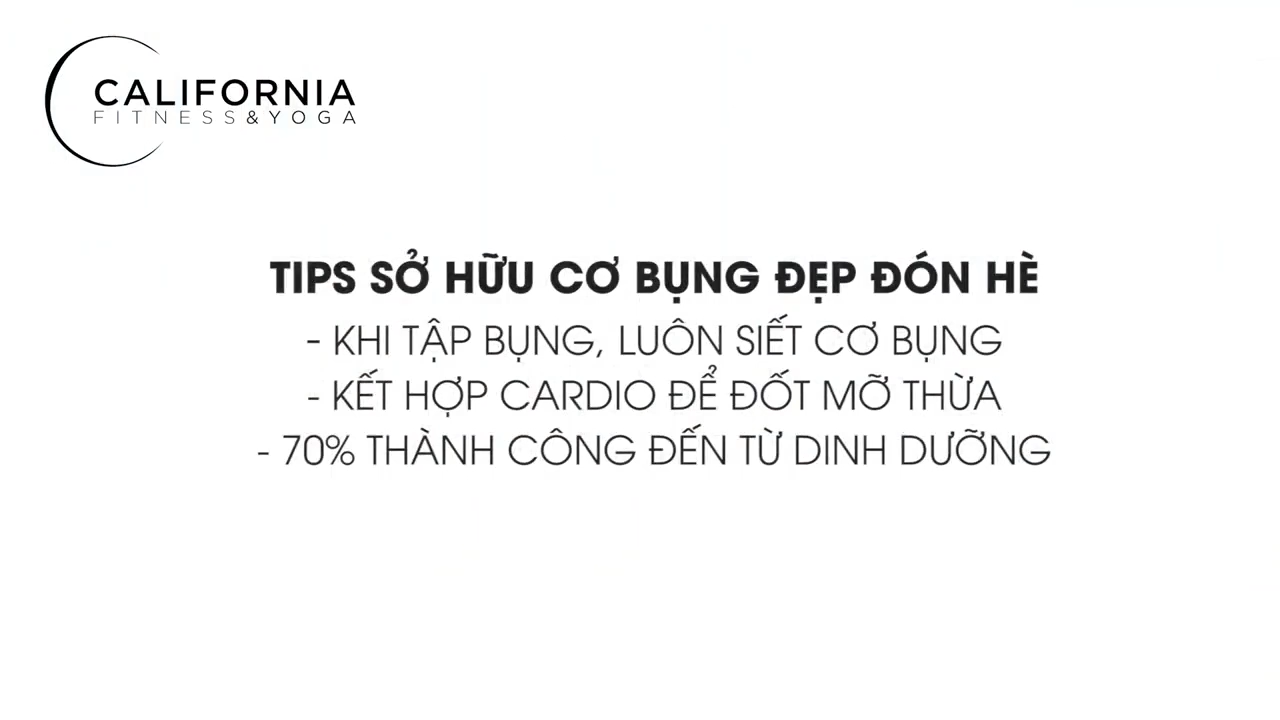 CALIFORNIA
FITNESS&YOGA
TIPS SỞ HỮU CƠ BỤNG ĐẸP ĐÓN HÈ
- KHI TẬP BỤNG, LUÔN SIẾT CƠ BỤNG
- KẾT HỢP CARDIO ĐỂ ĐỐT MỠ THỪA
- 70% THÀNH CÔNG ĐẾN TỪ DINH DƯỠNG